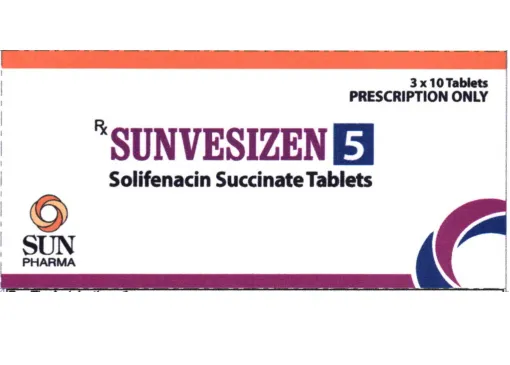 3 x 10 Tablets
PRESCRIPTION ONLY
Rx SUNVESIZEN 5
Solifenacin Succinate Tablets
SUN
PHARMA